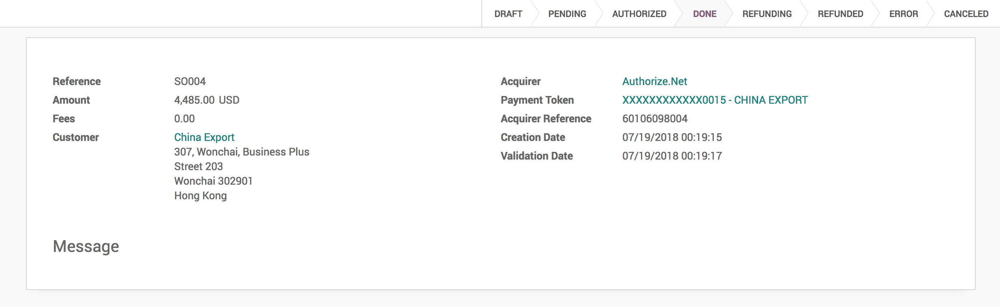 DRAFT PENDING AUTHORIZED DONE REFUNDING REFUNDED ERROR CANCELED
Reference SO004
Amount 4,485.00 USD
Fees 0.00
Customer China Export
307, Wonchai, Business Plus
Street 203
Wonchai 302901
Hong Kong
Acquirer Authorize.Net
Payment Token XXXXXXXXXXXX0015 - CHINA EXPORT
Acquirer Reference 60106098004
Creation Date 07/19/2018 00:19:15
Validation Date 07/19/2018 00:19:17
Message